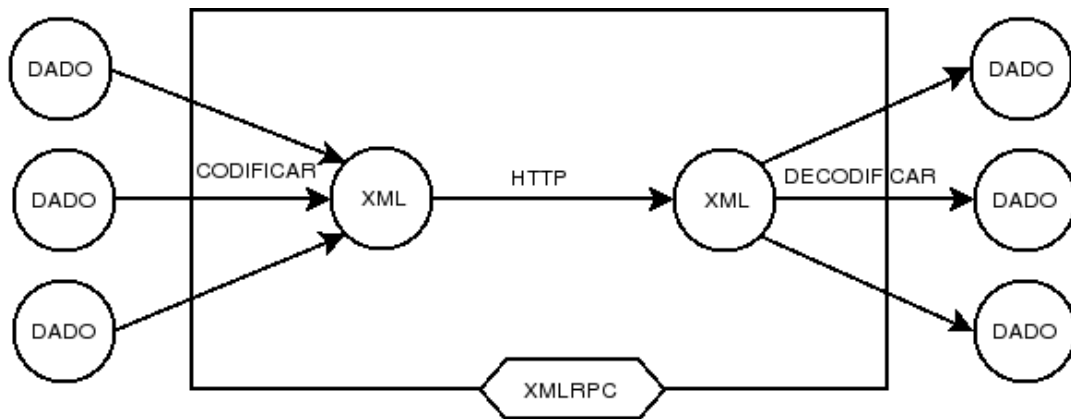 DADO
DADO
CODIFICAR
HTTP
DECODIFICAR
DADO
XML
XML
DADO
DADO
DADO
XMLRPC